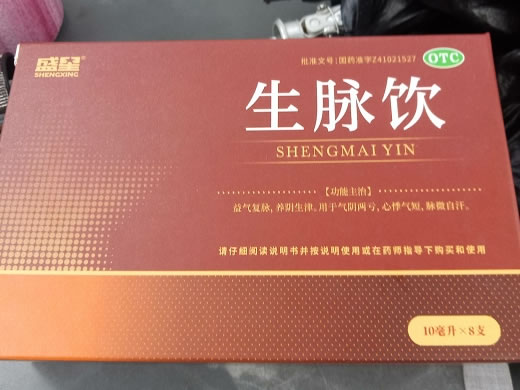 批准文号:国药准字Z41021527
OTC
盛星®
SHENGXING
生脉饮
SHENGMAI YIN
【功能主治】
益气复脉,养阴生津。用于气阴两亏,心悸气短,脉微自汗。
请仔细阅读说明书并按说明使用或在药师指导下购买和使用
10毫升×8支